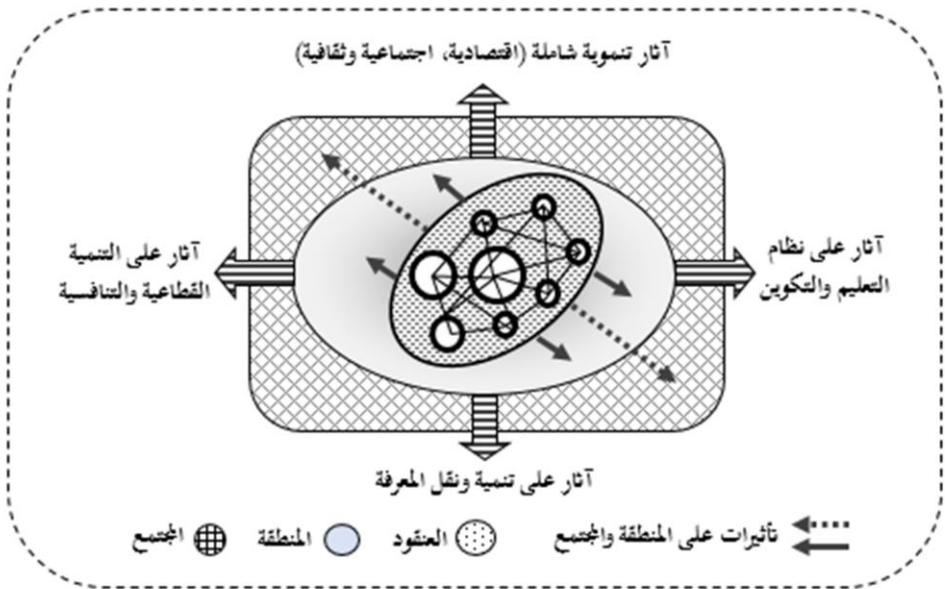 آثار تنموية شاملة (اقتصادية، اجتماعية وثقافية)
آثار على نظام
التعليم والتكوين
آثار على التنمية
القطاعية والتنافسية
آثار على تنمية ونقل المعرفة
تأثيرات على المنطقة والمجتمع
العنقود
المنطقة
المجتمع